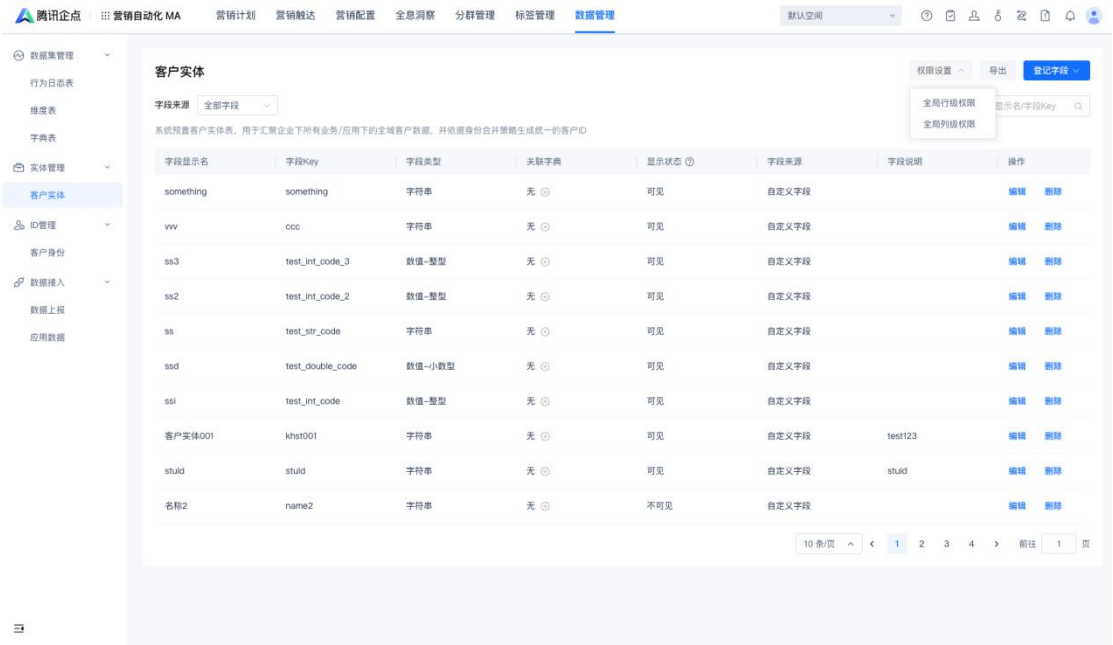 腾讯企点 营销自动化 MA 营销计划 营销触达 营销配置 全息洞察 分群管理 标签管理 数据管理 默认空间
数据集管理
行为日志表
维度表
字典表
实体管理
客户实体
ID管理
客户身份
数据接入
数据上报
应用数据
客户实体 权限设置 导出 登记字段
全局行级权限
全局列级权限
字段来源 全部字段 显示名/字段Key
系统预置客户实体表，用于汇聚企业下所有业务/应用下的全域客户数据，并依据身份合并策略生成统一的客户ID
字段显示名 字段Key 字段类型 关联字典 显示状态 字段来源 字段说明 操作
something something 字符串 无 可见 自定义字段 编辑 删除
vvv ccc 字符串 无 可见 自定义字段 编辑 删除
ss3 test_int_code_3 数值-整型 无 可见 自定义字段 编辑 删除
ss2 test_int_code_2 数值-整型 无 可见 自定义字段 编辑 删除
ss test_str_code 字符串 无 可见 自定义字段 编辑 删除
ssd test_double_code 数值-小数型 无 可见 自定义字段 编辑 删除
ssi test_int_code 数值-整型 无 可见 自定义字段 编辑 删除
客户实体001 khst001 字符串 无 可见 自定义字段 test123 编辑 删除
stuId stuId 字符串 无 可见 自定义字段 stuId 编辑 删除
名称2 name2 字符串 无 不可见 自定义字段 编辑 删除
10 条/页 1 2 3 4 前往 1 页